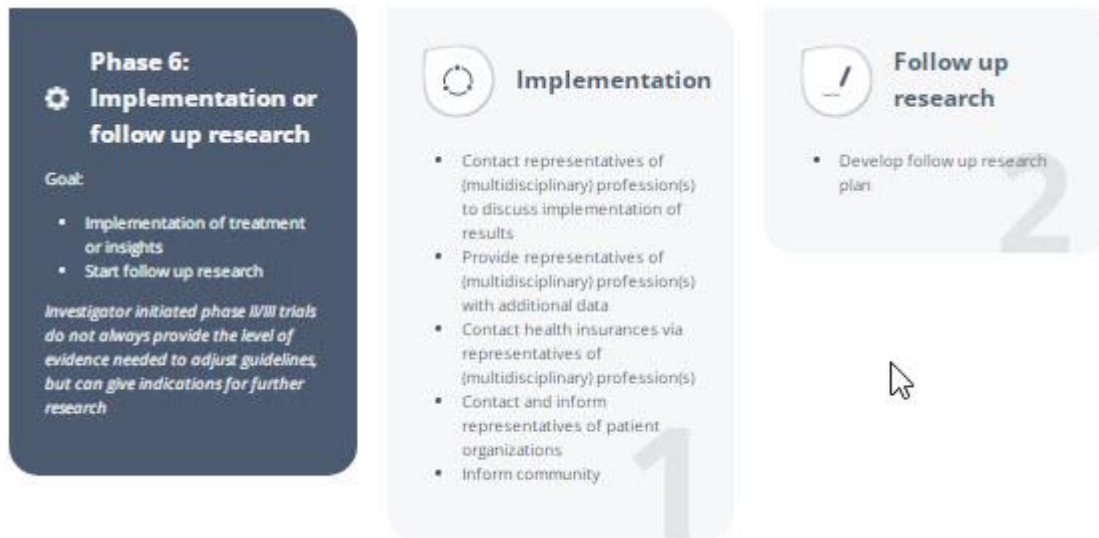 Phase 6:
Implementation or
follow up research
Goal:
• Implementation of treatment
or insights
• Start follow up research
Investigator initiated phase II/III trials
do not always provide the level of
evidence needed to adjust guidelines,
but can give indications for further
research
Implementation
• Contact representatives of
(multidisciplinary) profession(s)
to discuss implementation of
results
• Provide representatives of
(multidisciplinary) profession(s)
with additional data
• Contact health insurances via
representatives of
(multidisciplinary) profession(s)
• Contact and inform
representatives of patient
organizations
• Inform community
1
Follow up
research
• Develop follow up research
plan
2